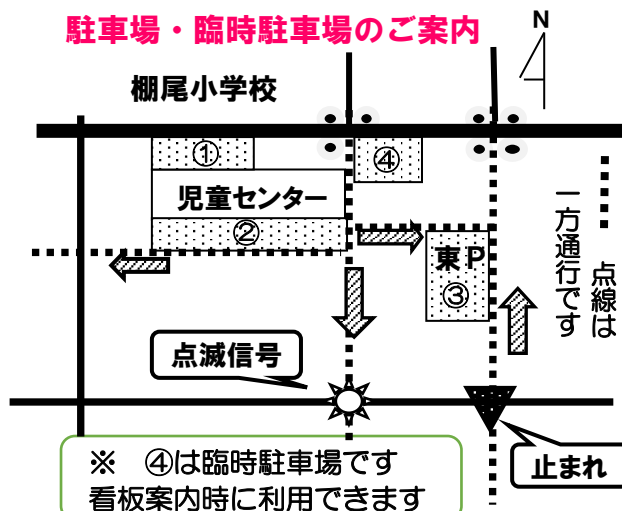 駐車場・臨時駐車場のご案内
N
棚尾小学校
①
④
児童センター
②
東P
③
点線は
一方通行です
点滅信号
止まれ
※ ④は臨時駐車場です
看板案内時に利用できます